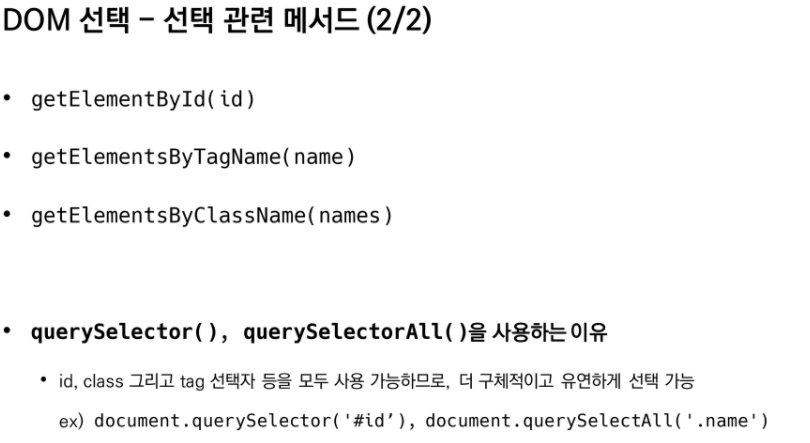 DOM 선택 – 선택 관련 메서드 (2/2)
• getElementById(id)
• getElementsByTagName(name)
• getElementsByClassName(names)
• querySelector(), querySelectorAll()을 사용하는 이유
• id, class 그리고 tag 선택자 등을 모두 사용 가능하므로, 더 구체적이고 유연하게 선택 가능
ex) document.querySelector('#id’), document.querySelectAll('.name')